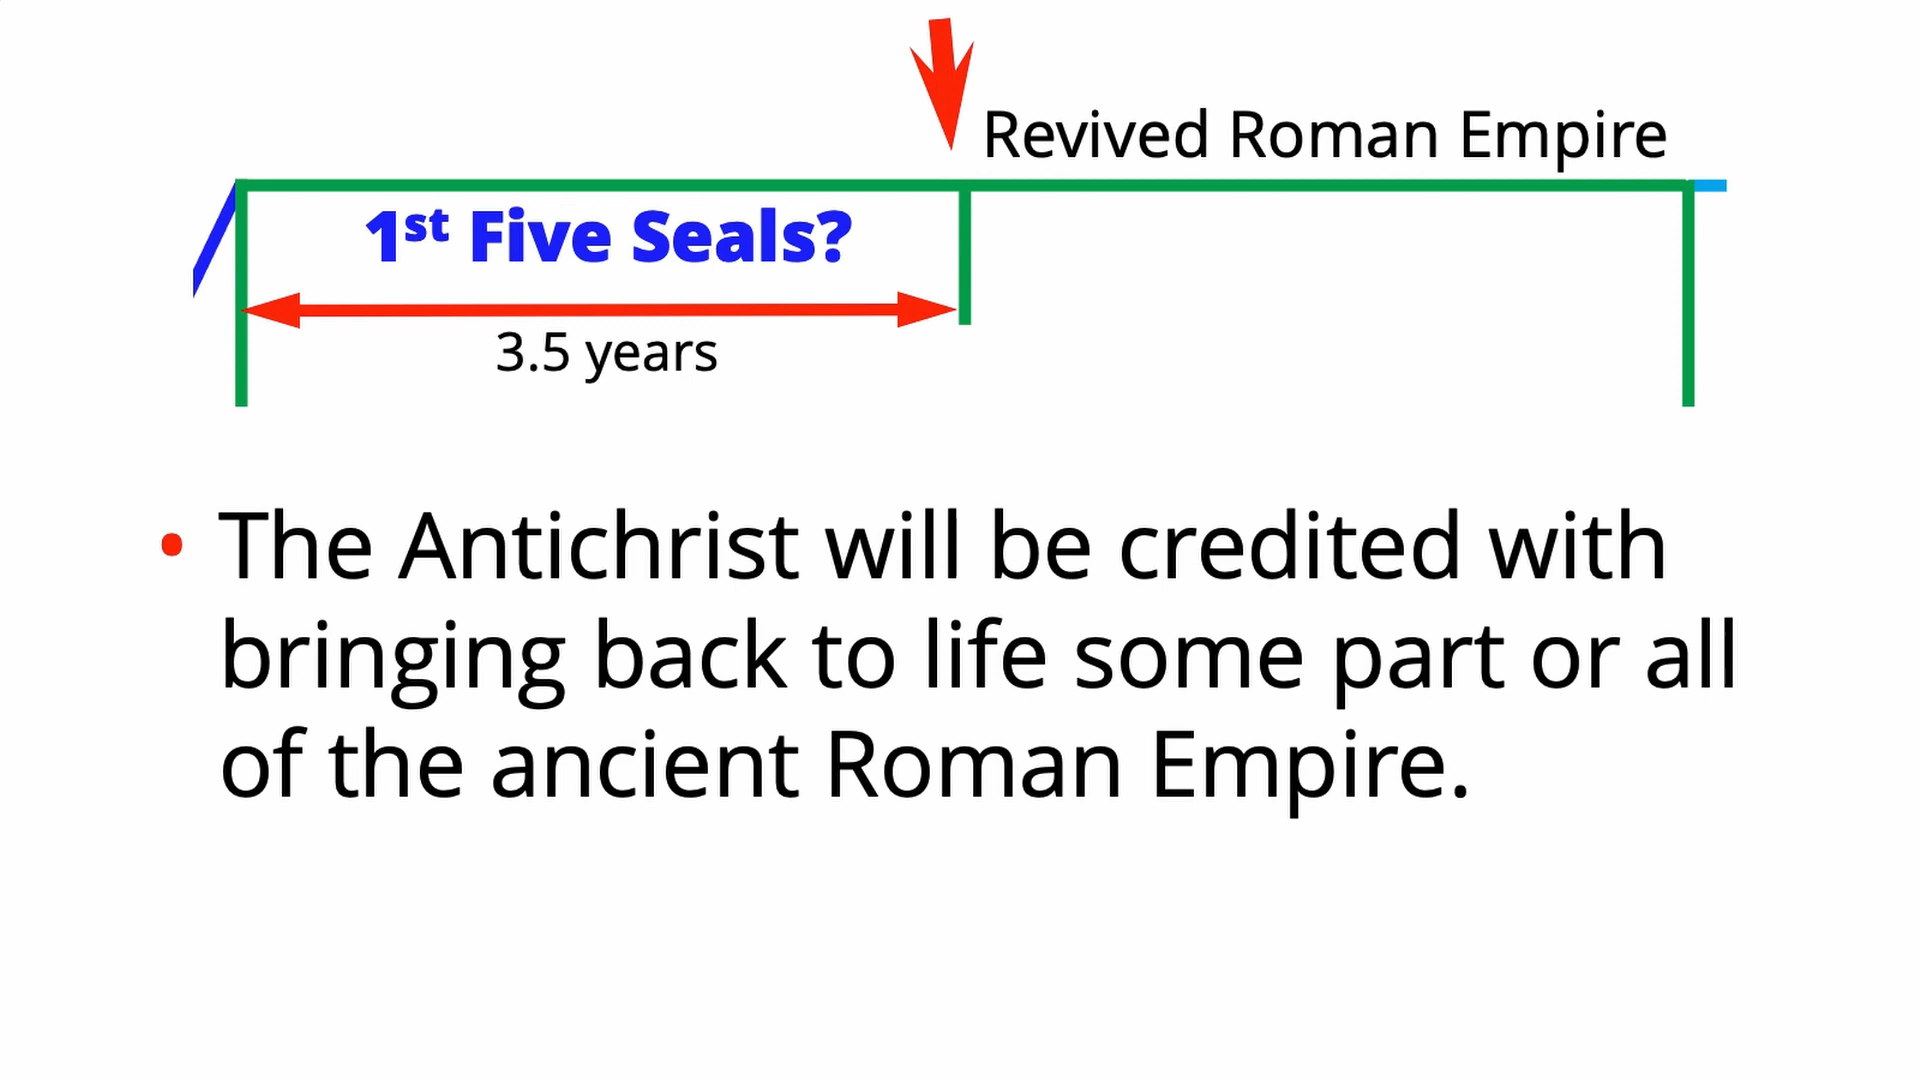 Revived Roman Empire
1st Five Seals?
3.5 years
• The Antichrist will be credited with
bringing back to life some part or all
of the ancient Roman Empire.